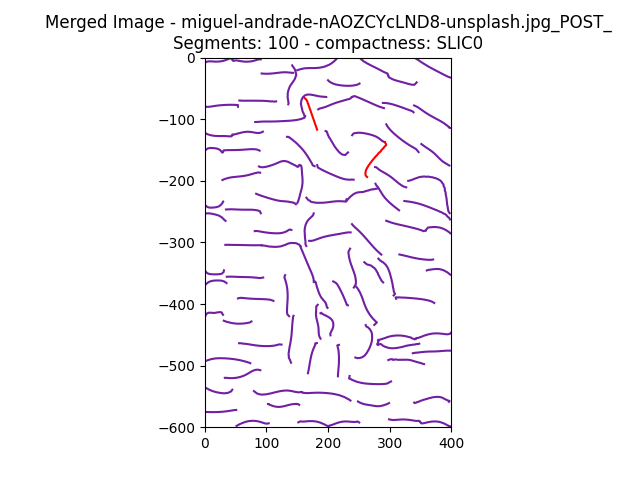 Merged Image - miguel-andrade-nAOZCYcLND8-unsplash.jpg_POST_
Segments: 100 - compactness: SLIC0
0
−100
−200
−300
−400
−500
−600
0 100 200 300 400